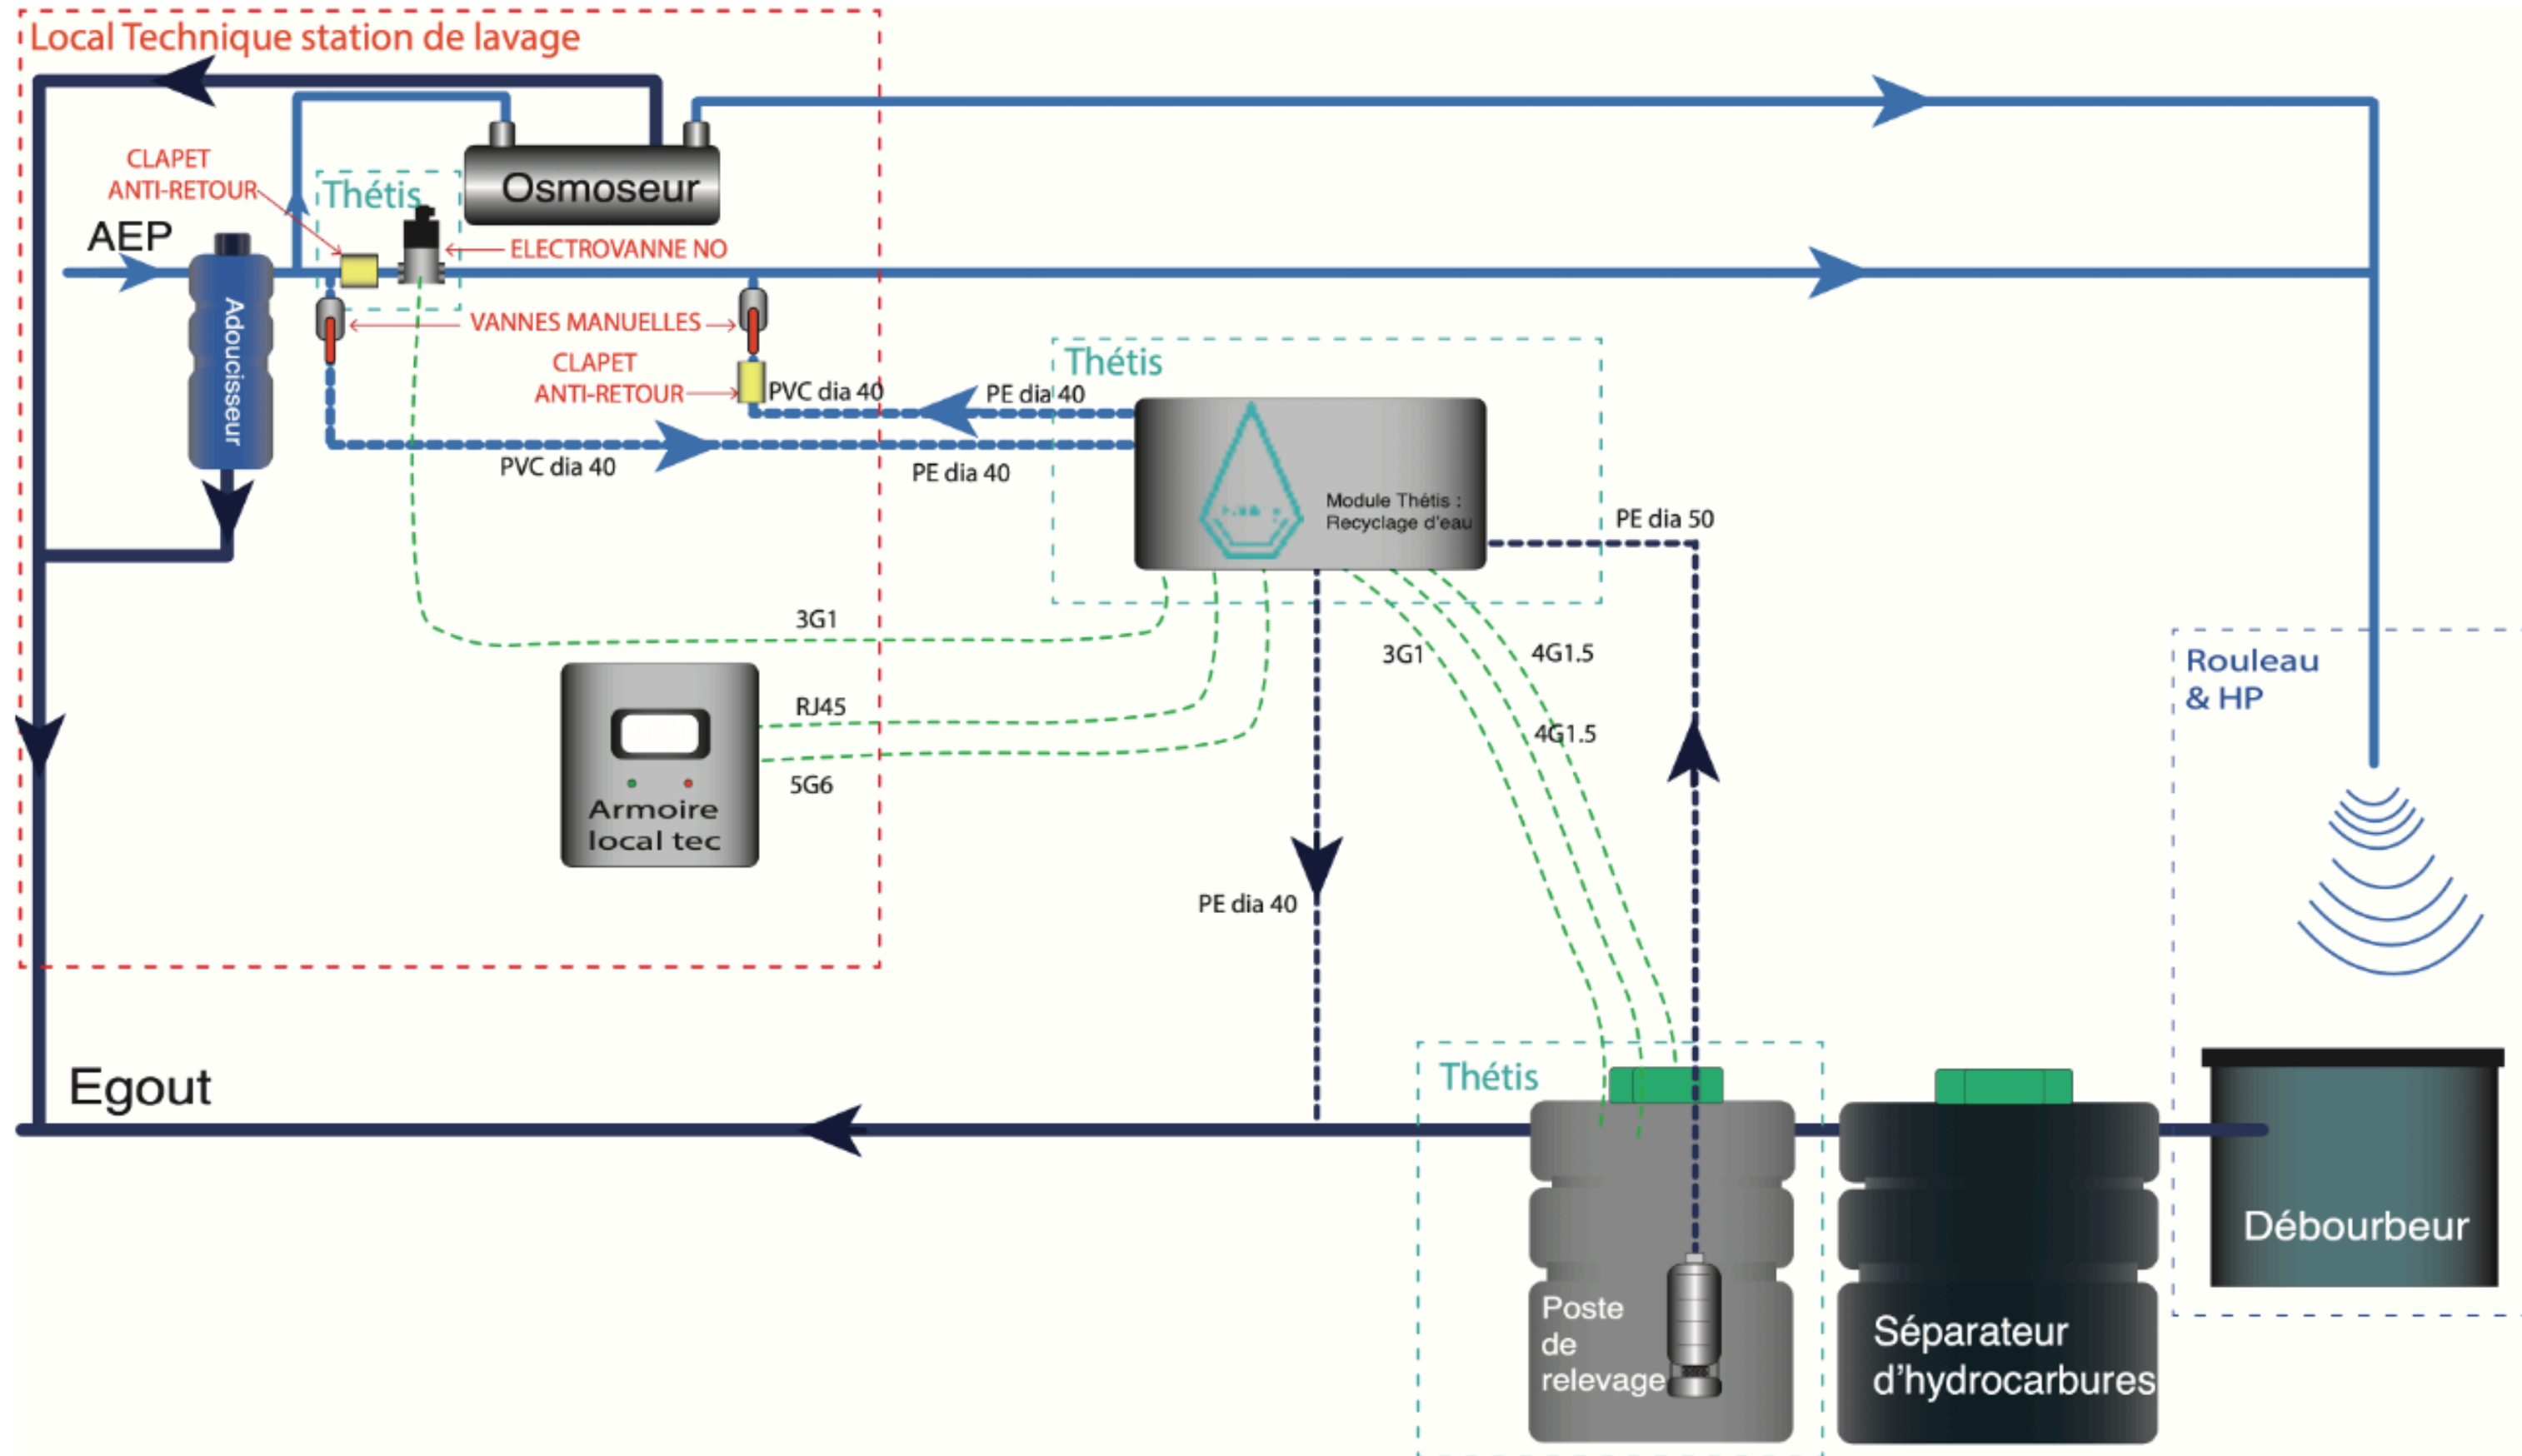 Local Technique station de lavage
CLAPET
ANTI-RETOUR
Thétis
Osmoseur
AEP
ELECTROVANNE NO
Adoucisseur
VANNES MANUELLES
CLAPET
ANTI-RETOUR
PVC dia 40
PE dia 40
Thétis
PVC dia 40
PE dia 40
Module Thétis :
Recyclage d'eau
PE dia 50
3G1
3G1
4G1.5
Rouleau
& HP
RJ45
4G1.5
5G6
Armoire
local tec
PE dia 40
Egout
Thétis
Débourbeur
Poste
de
relevage
Séparateur
d'hydrocarbures